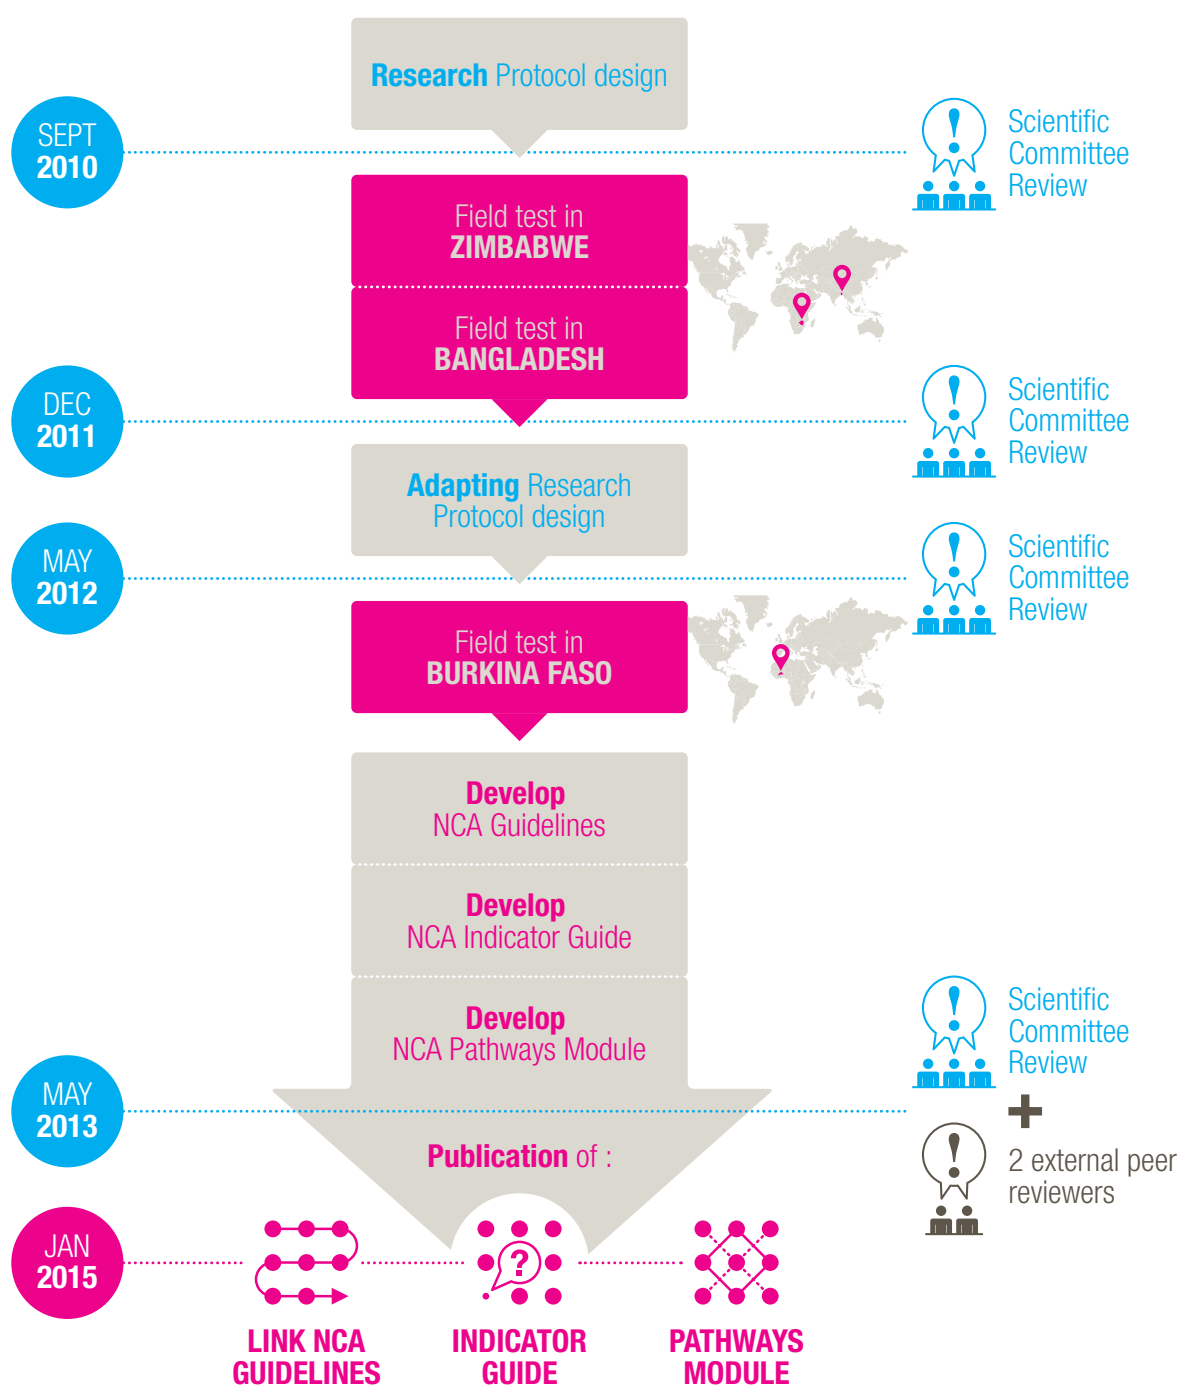 Research Protocol design
SEPT
2010
Scientific
Committee
Review
Field test in
ZIMBABWE
Field test in
BANGLADESH
DEC
2011
Scientific
Committee
Review
Adapting Research
Protocol design
MAY
2012
Scientific
Committee
Review
Field test in
BURKINA FASO
Develop
NCA Guidelines
Develop
NCA Indicator Guide
Develop
NCA Pathways Module
Scientific
Committee
Review
MAY
2013
+
2 external peer
reviewers
Publication of :
JAN
2015
?
LINK NCA
GUIDELINES
INDICATOR
GUIDE
PATHWAYS
MODULE